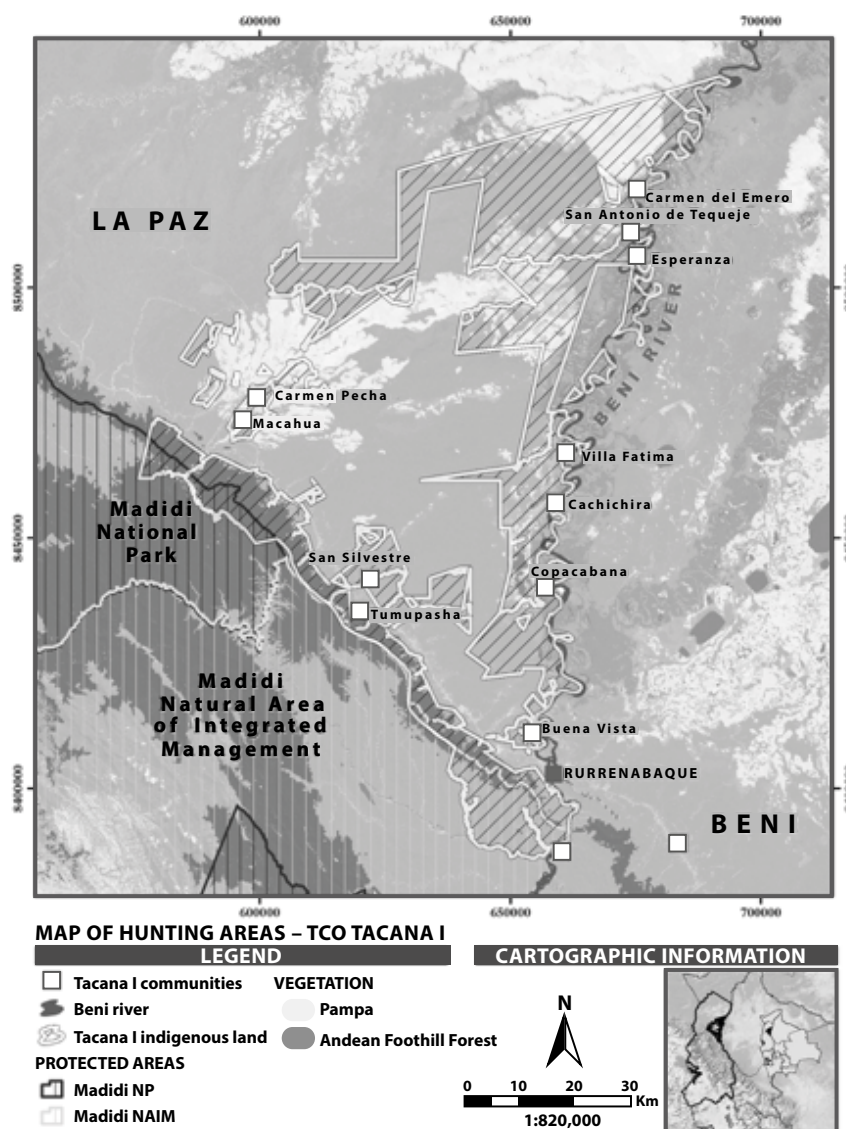 600000 650000 700000
LA PAZ
Carmen del Emero
San Antonio de Tequeje
Esperanza
8500000
BENI RIVER
Carmen Pecha
Macahua
Villa Fatima
Madidi
National
Park
Cachichira
8450000
San Silvestre
Copacabana
Tumupasha
Madidi
Natural Area
of Integrated
Management
Buena Vista
RURRENABAQUE
8400000
BENI
600000 650000 700000
MAP OF HUNTING AREAS – TCO TACANA I
LEGEND
Tacana I communities
Beni river
Tacana I indigenous land
PROTECTED AREAS
Madidi NP
Madidi NAIM
VEGETATION
Pampa
Andean Foothill Forest
CARTOGRAPHIC INFORMATION
N
0 10 20 30
Km
1:820,000